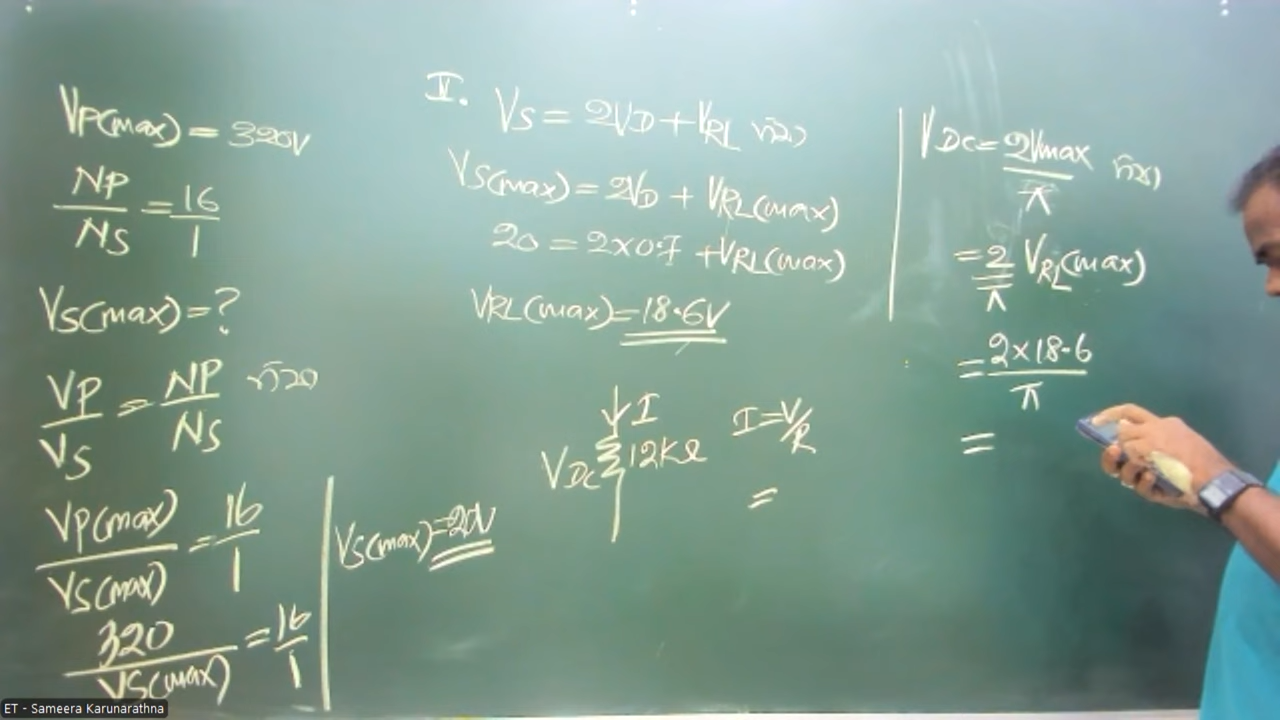 VP(max) = 320V
NP/NS = 16/1
VS(max) = ?
VP/VS = NP/NS
VP(max)/VS(max) = 16/1
320/VS(max) = 16/1
VS(max) = 20V
II. VS = 2VD + VRL
VS(max) = 2VD + VRL(max)
20 = 2×0.7 + VRL(max)
VRL(max) = 18.6V
I
VDC 12KΩ
I = V/R
=
VDC = 2Vmax/π
= 2/π VRL(max)
= 2×18.6/π
=
ET - Sameera Karunarathna